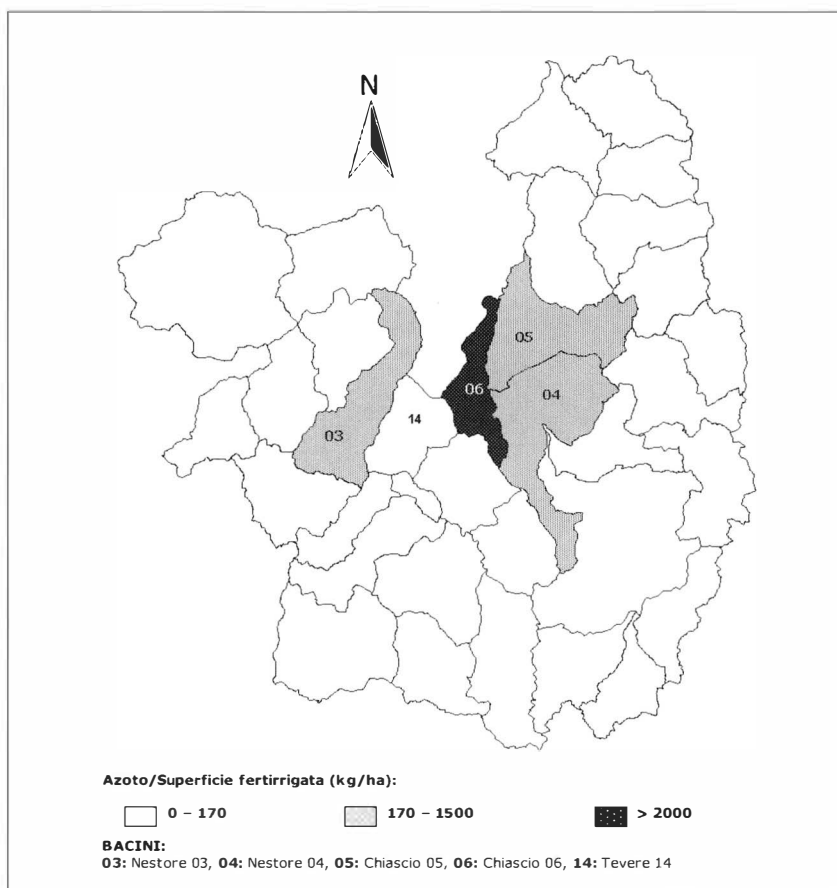 N
05
06
04
14
03
Azoto/Superficie fertirrigata (kg/ha):
0 – 170 170 – 1500 > 2000
BACINI:
03: Nestore 03, 04: Nestore 04, 05: Chiascio 05, 06: Chiascio 06, 14: Tevere 14